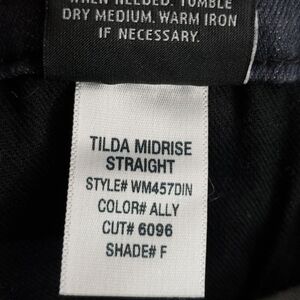 WHEN NEEDED. TUMBLE
DRY MEDIUM. WARM IRON
IF NECESSARY.
TILDA MIDRISE
STRAIGHT
STYLE# WM457DIN
COLOR# ALLY
CUT# 6096
SHADE# F